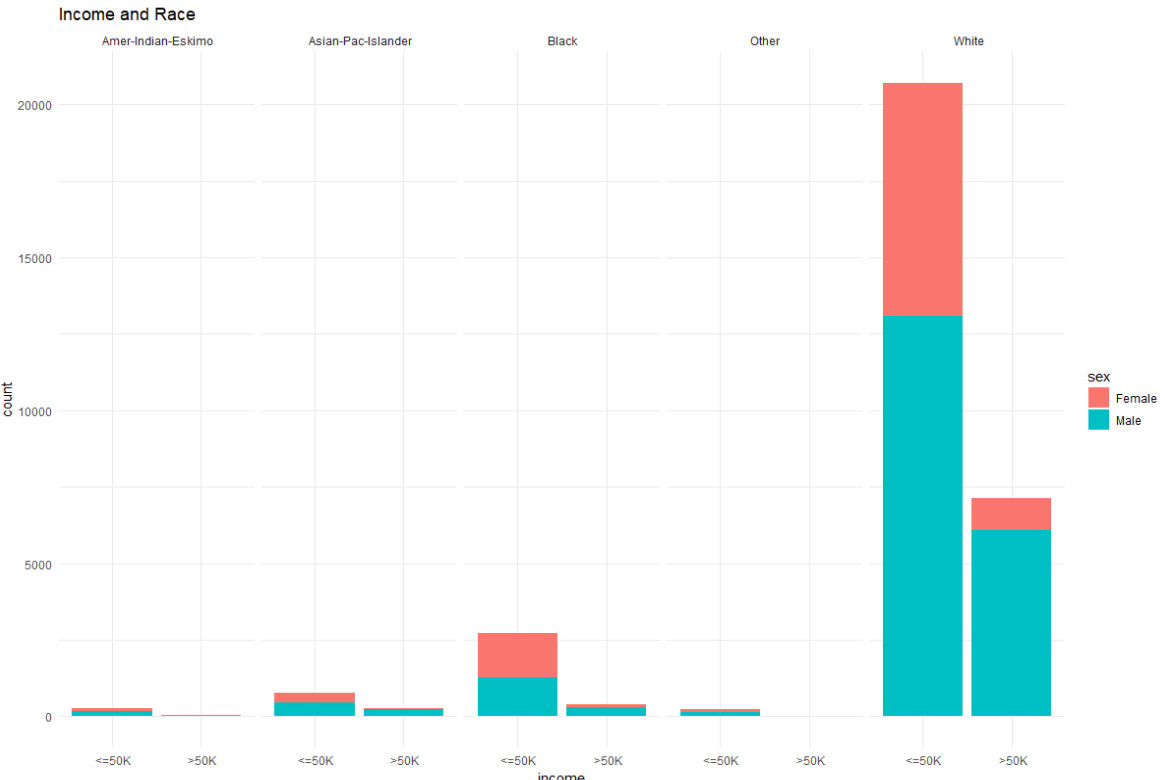 Income and Race
Amer-Indian-Eskimo Asian-Pac-Islander Black Other White
20000
15000
10000
5000
0
count
<=50K >50K <=50K >50K <=50K >50K <=50K >50K <=50K >50K
income
sex
Female
Male